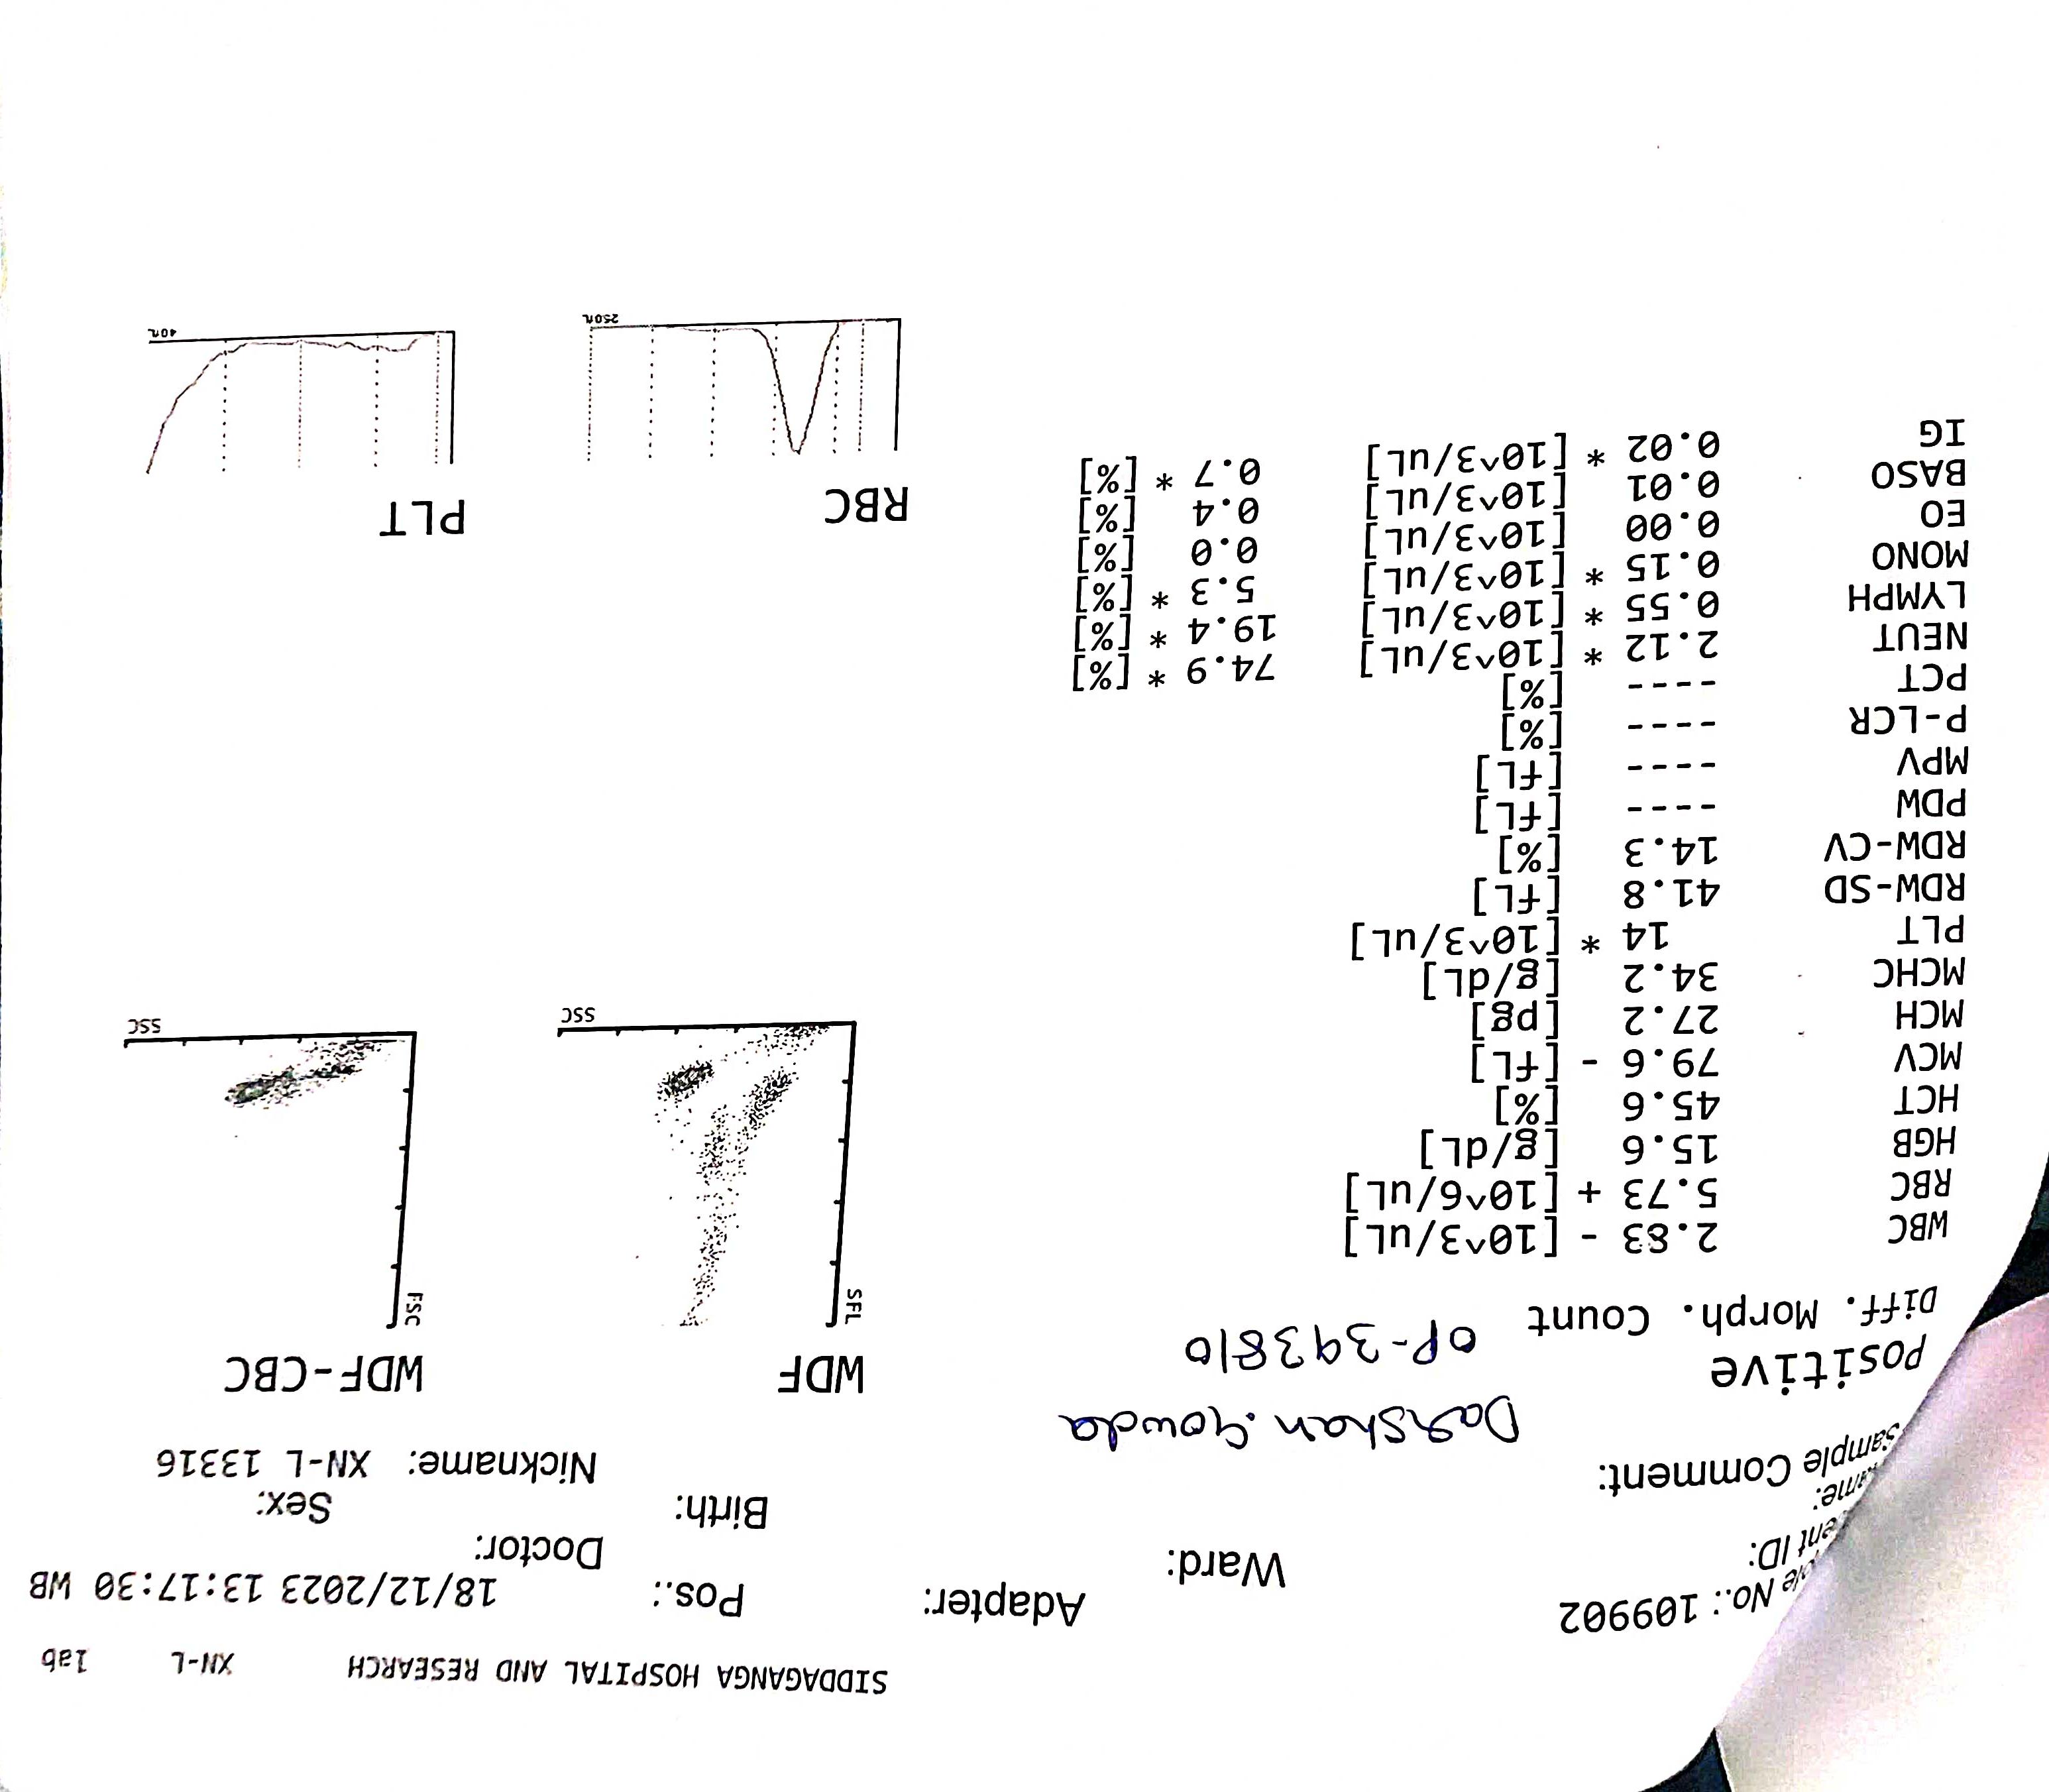 SIDDAGANGA HOSPITAL AND RESEARCH XN-L lab
No.: 109902 Adapter: Pos.: 18/12/2023 13:17:30 WB
ID: Ward: Doctor:
Birth: Sex:
Sample Comment: Nickname: XN-L 13316
Darshan.Gowda
Positive OP-393810
Diff. Morph. Count
WDF WDF-CBC
SFL FSC
SSC SSC
WBC 2.83 - [10^3/uL]
RBC 5.73 + [10^6/uL]
HGB 15.6 [g/dL]
HCT 45.6 [%]
MCV 79.6 - [fL]
MCH 27.2 [pg]
MCHC 34.2 [g/dL]
PLT 14 * [10^3/uL]
RDW-SD 41.8 [fL]
RDW-CV 14.3 [%]
PDW ---- [fL]
MPV ---- [fL]
P-LCR ---- [%]
PCT ---- [%]
NEUT 2.12 * [10^3/uL] 74.9 * [%]
LYMPH 0.55 * [10^3/uL] 19.4 * [%]
MONO 0.15 * [10^3/uL] 5.3 * [%]
EO 0.00 [10^3/uL] 0.0 [%]
BASO 0.01 [10^3/uL] 0.4 [%]
IG 0.02 * [10^3/uL] 0.7 * [%]
RBC PLT
250fL 40fL